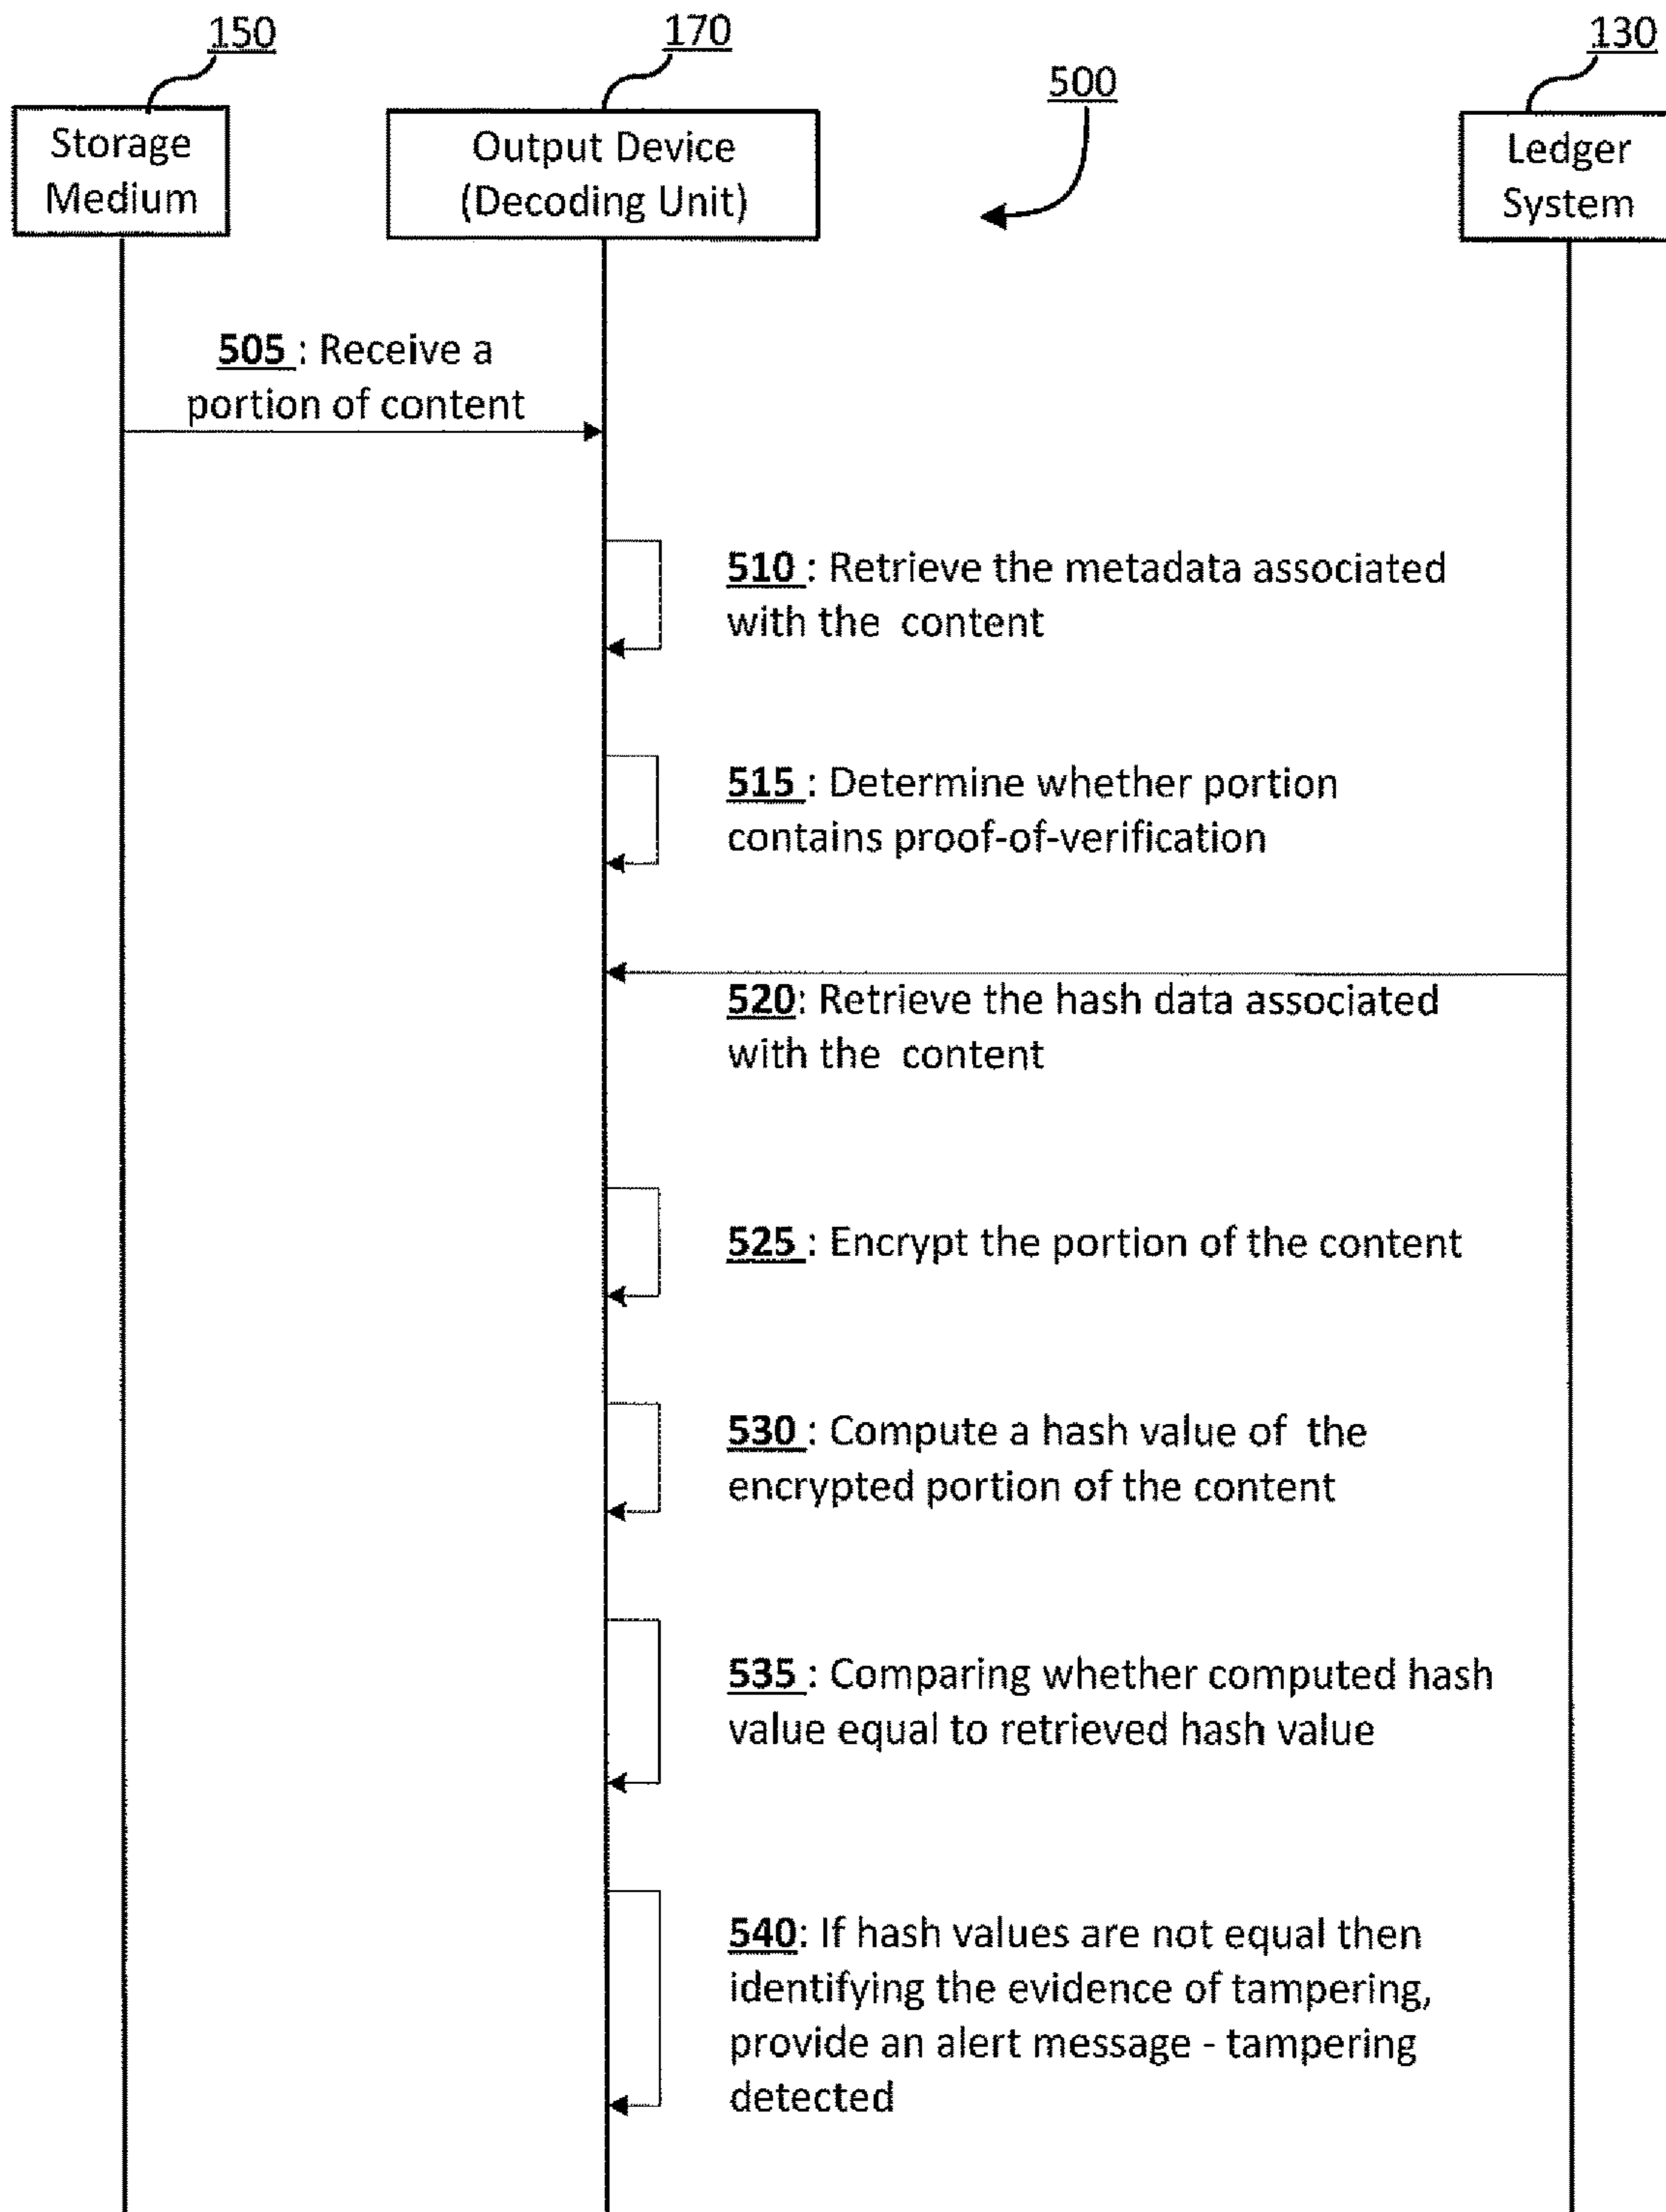 150
170
500
130
Storage
Medium
Output Device
(Decoding Unit)
Ledger
System
505 : Receive a
portion of content
510 : Retrieve the metadata associated
with the content
515 : Determine whether portion
contains proof-of-verification
520: Retrieve the hash data associated
with the content
525 : Encrypt the portion of the content
530 : Compute a hash value of the
encrypted portion of the content
535 : Comparing whether computed hash
value equal to retrieved hash value
540: If hash values are not equal then
identifying the evidence of tampering,
provide an alert message - tampering
detected